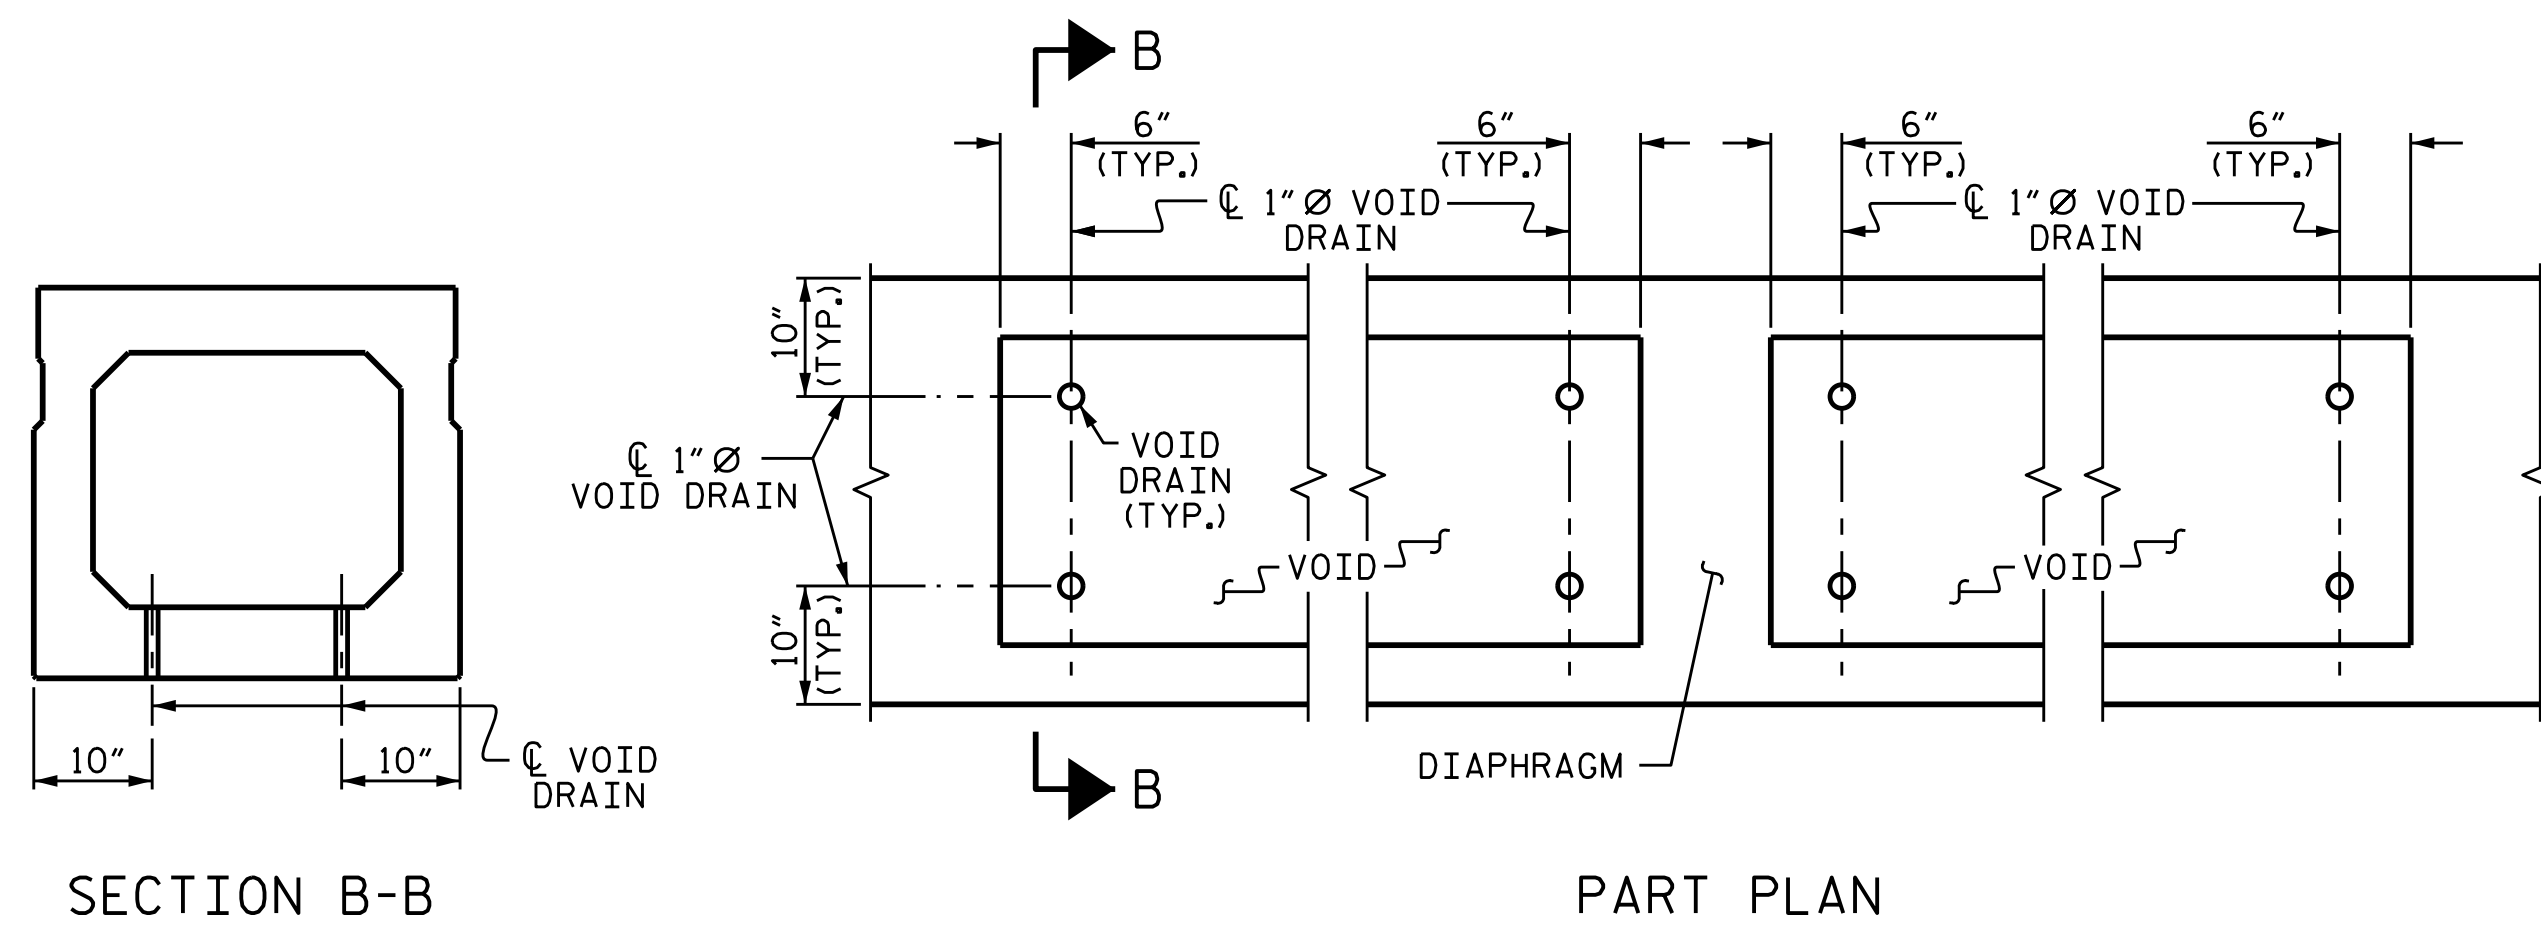 B
6" 6" 6" 6"
(TYP.) (TYP.) (TYP.) (TYP.)
℄ 1"Ø VOID
DRAIN
℄ 1"Ø VOID
DRAIN
10"
(TYP.)
℄ 1"Ø
VOID DRAIN
VOID
DRAIN
(TYP.)
VOID
VOID
10"
(TYP.)
10"
10"
℄ VOID
DRAIN
DIAPHRAGM
B
SECTION B-B
PART PLAN